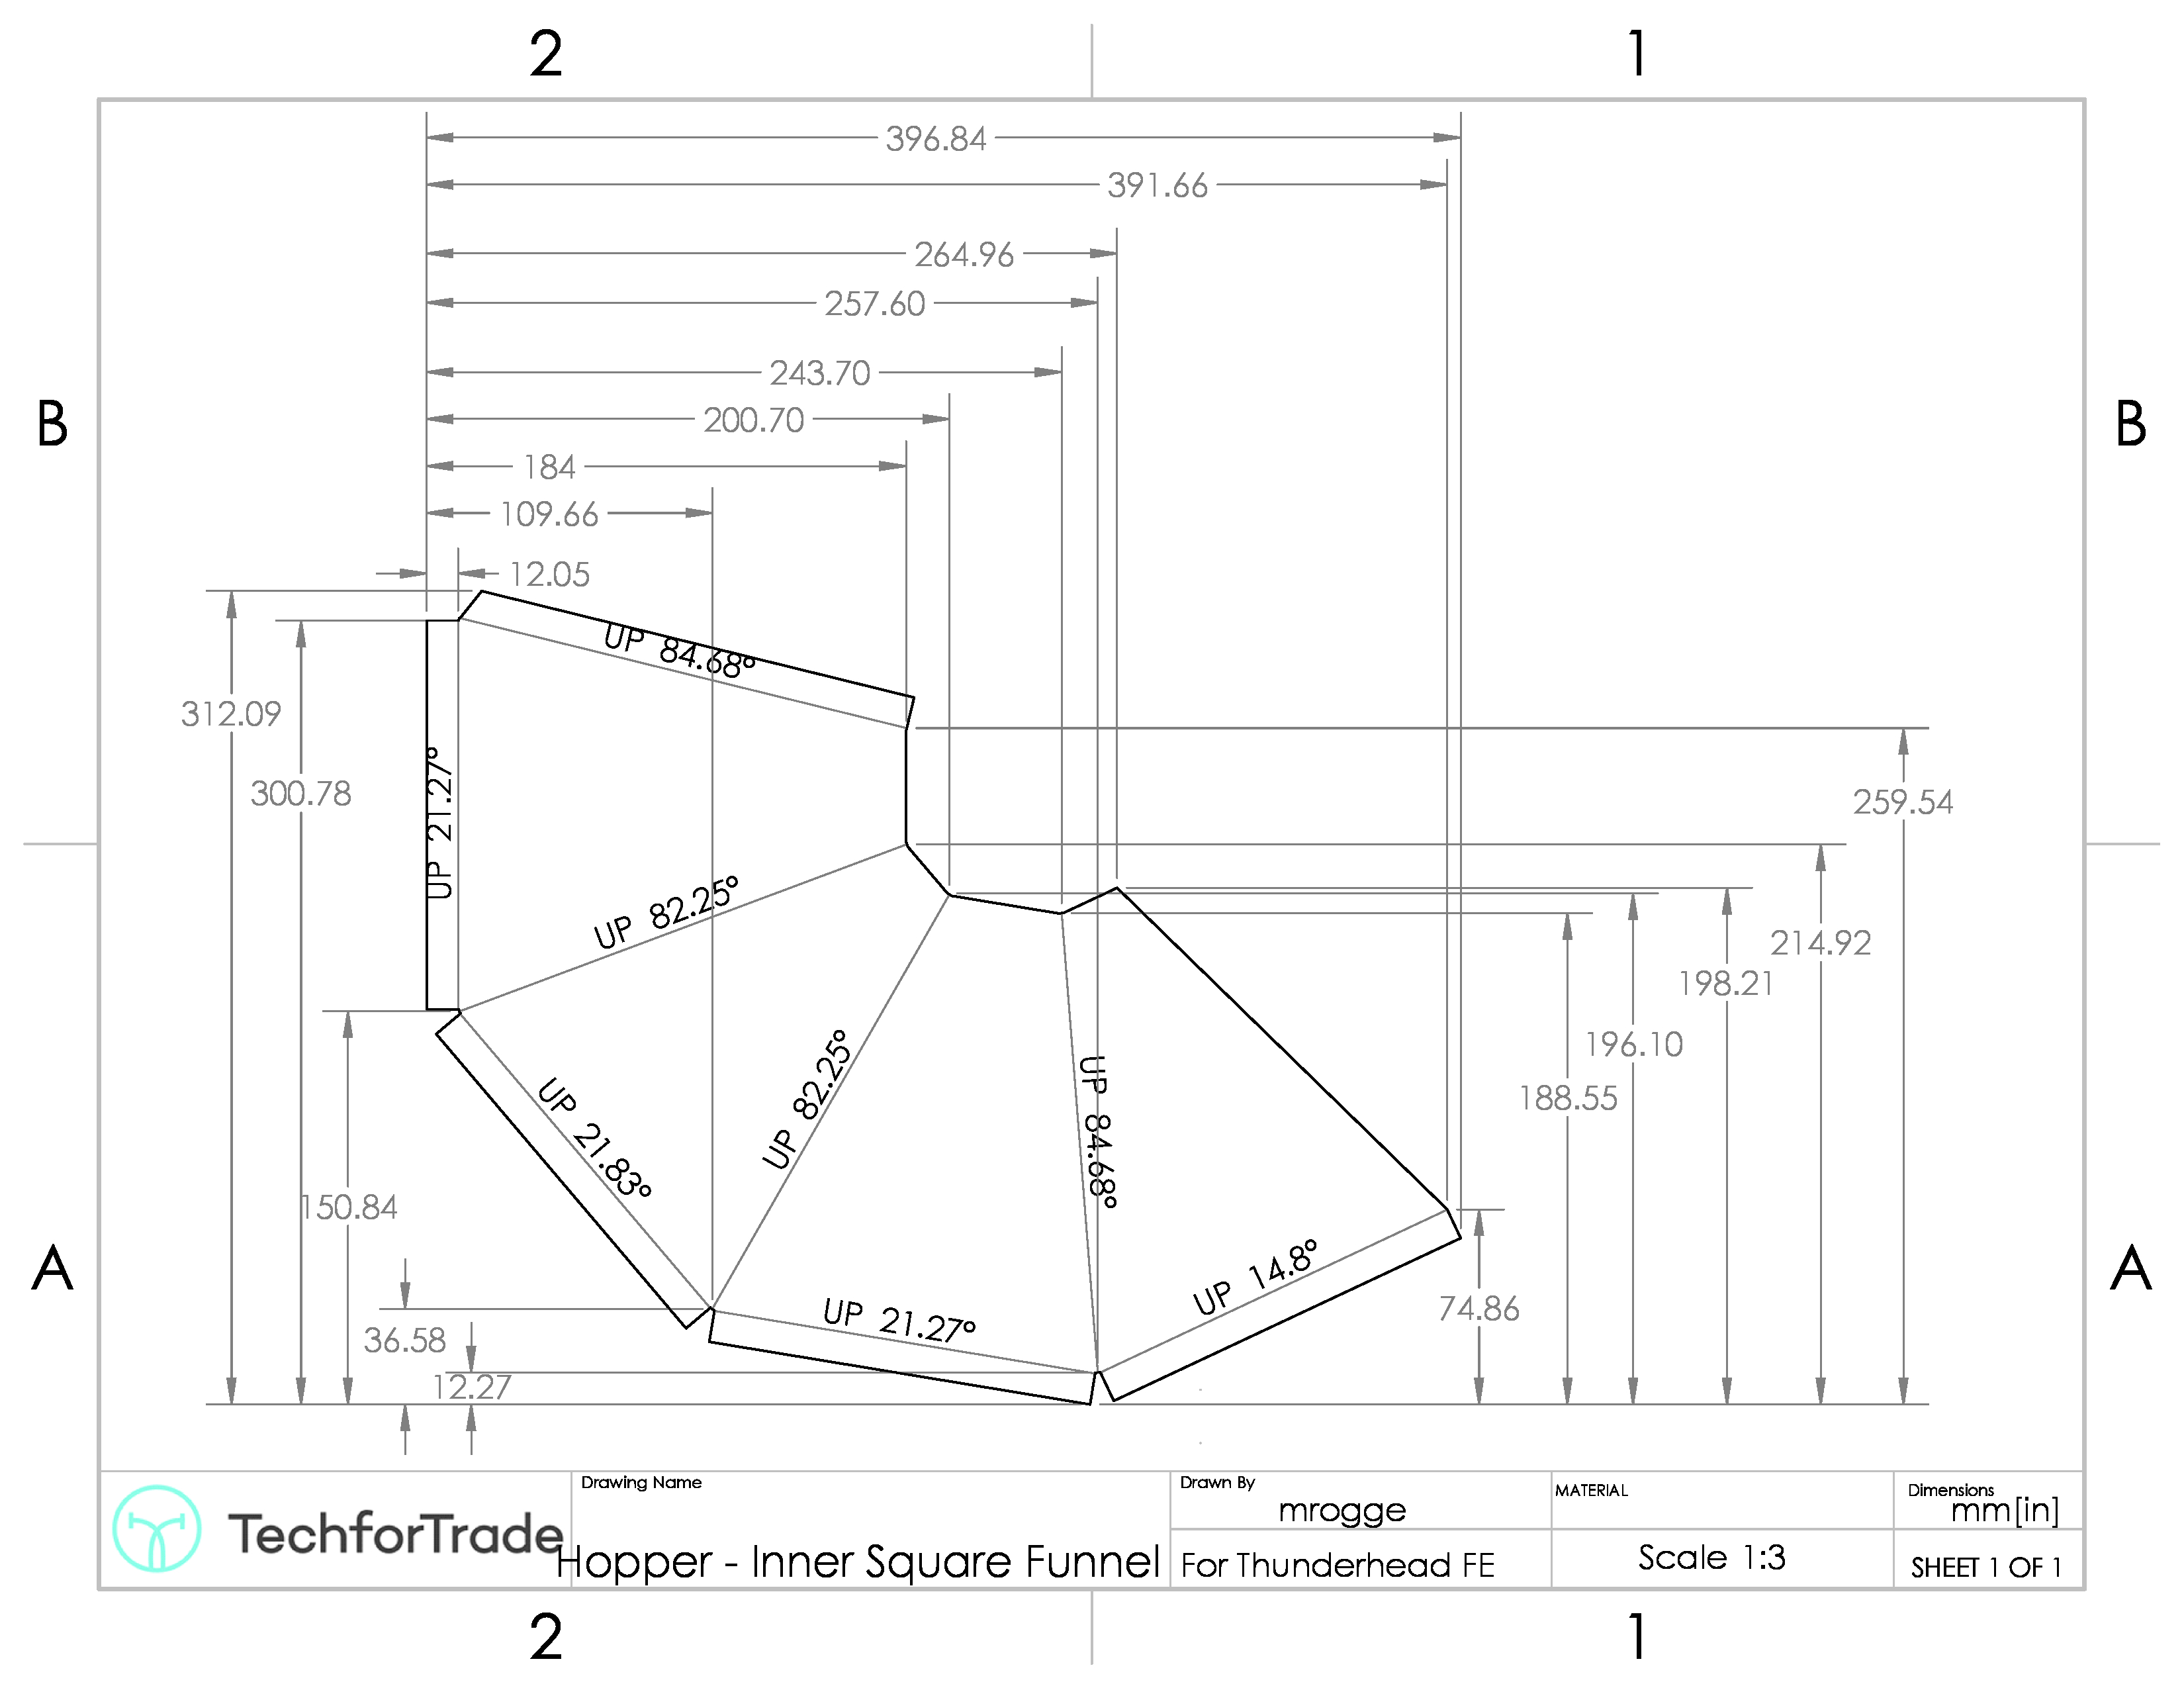 2 1
396.84
391.66
264.96
257.60
243.70
B B
200.70
184
109.66
12.05
UP 84.68°
312.09
300.78
259.54
UP 21.27°
UP 82.25°
214.92
198.21
196.10
188.55
UP 82.25°
UP 84.68°
UP 21.83°
150.84
A A
UP 14.8°
74.86
UP 21.27°
36.58
12.27
TechforTrade
Drawing Name
Hopper - Inner Square Funnel
Drawn By
mrogge
For Thunderhead FE
MATERIAL
Scale 1:3
Dimensions
mm[in]
SHEET 1 OF 1
2 1